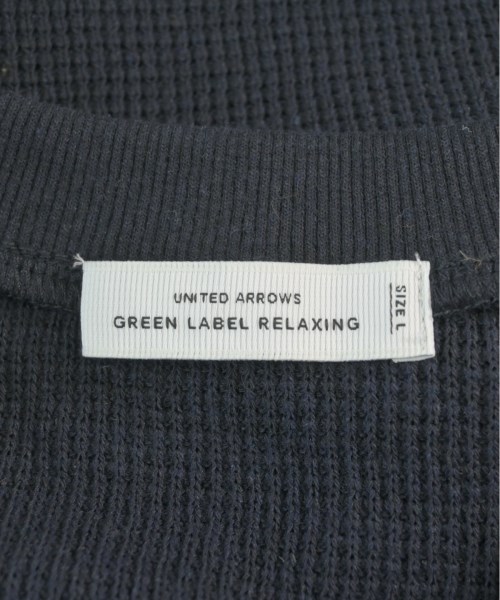 UNITED ARROWS
GREEN LABEL RELAXING
SIZE L